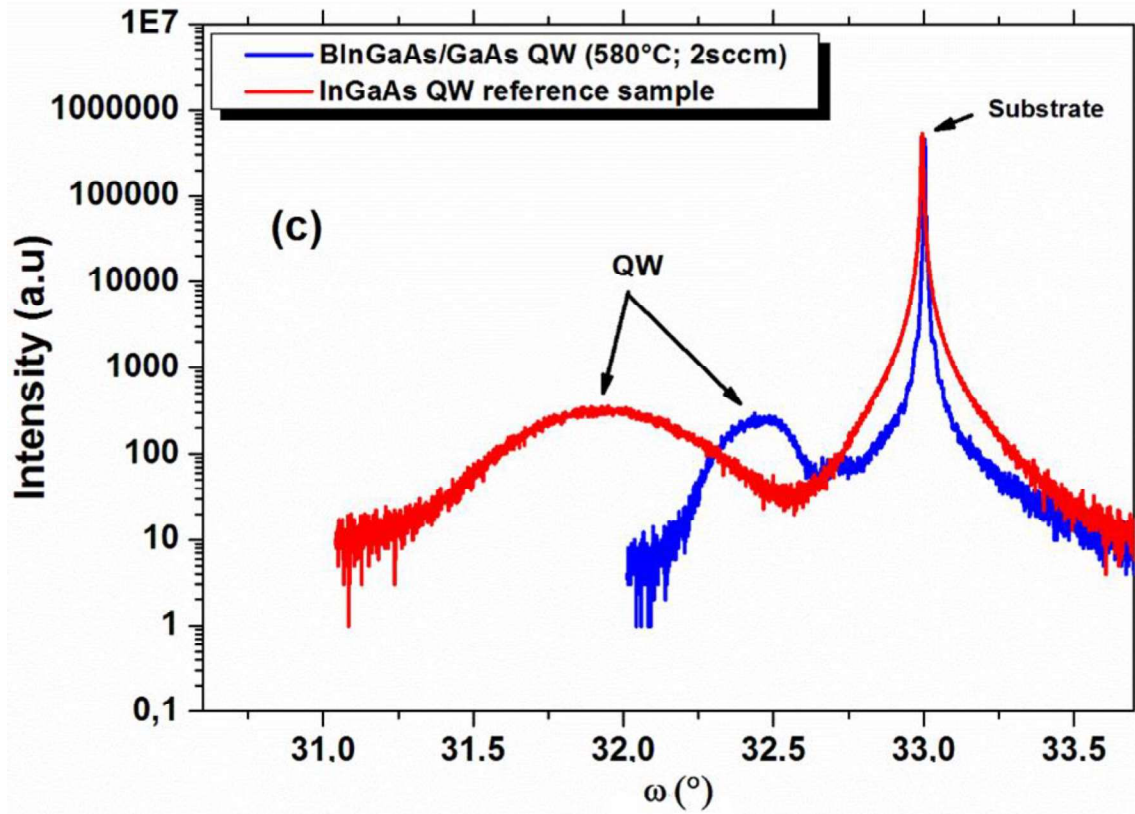 1E7
1000000
100000
10000
1000
100
10
1
0,1
Intensity (a.u)
BInGaAs/GaAs QW (580°C; 2sccm)
InGaAs QW reference sample
Substrate
(c)
QW
31.0 31.5 32.0 32.5 33.0 33.5
ω (°)